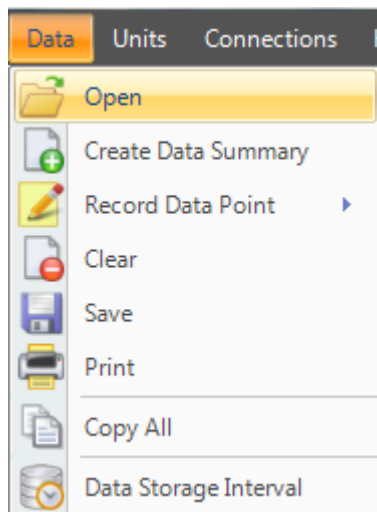 Data Units Connections
Open
Create Data Summary
Record Data Point
Clear
Save
Print
Copy All
Data Storage Interval